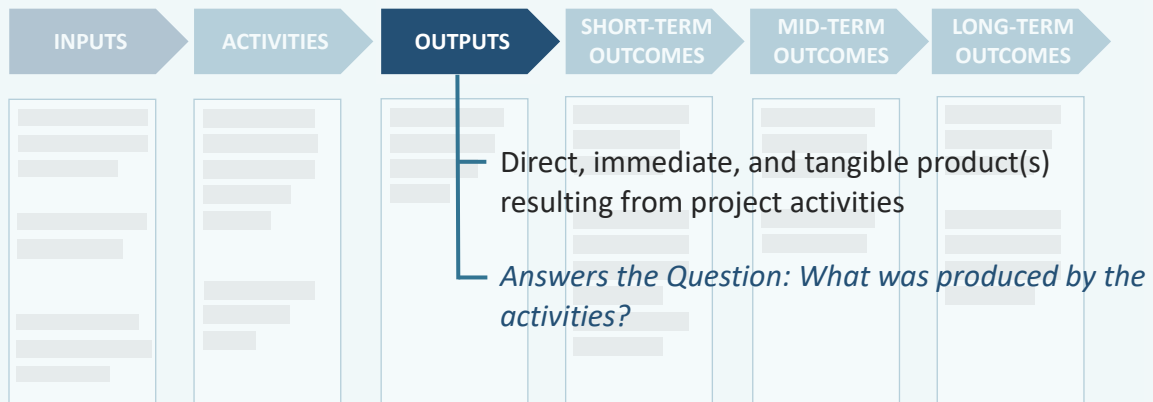 INPUTS
ACTIVITIES
OUTPUTS
SHORT-TERM
OUTCOMES
MID-TERM
OUTCOMES
LONG-TERM
OUTCOMES
Direct, immediate, and tangible product(s)
resulting from project activities
Answers the Question: What was produced by the
activities?